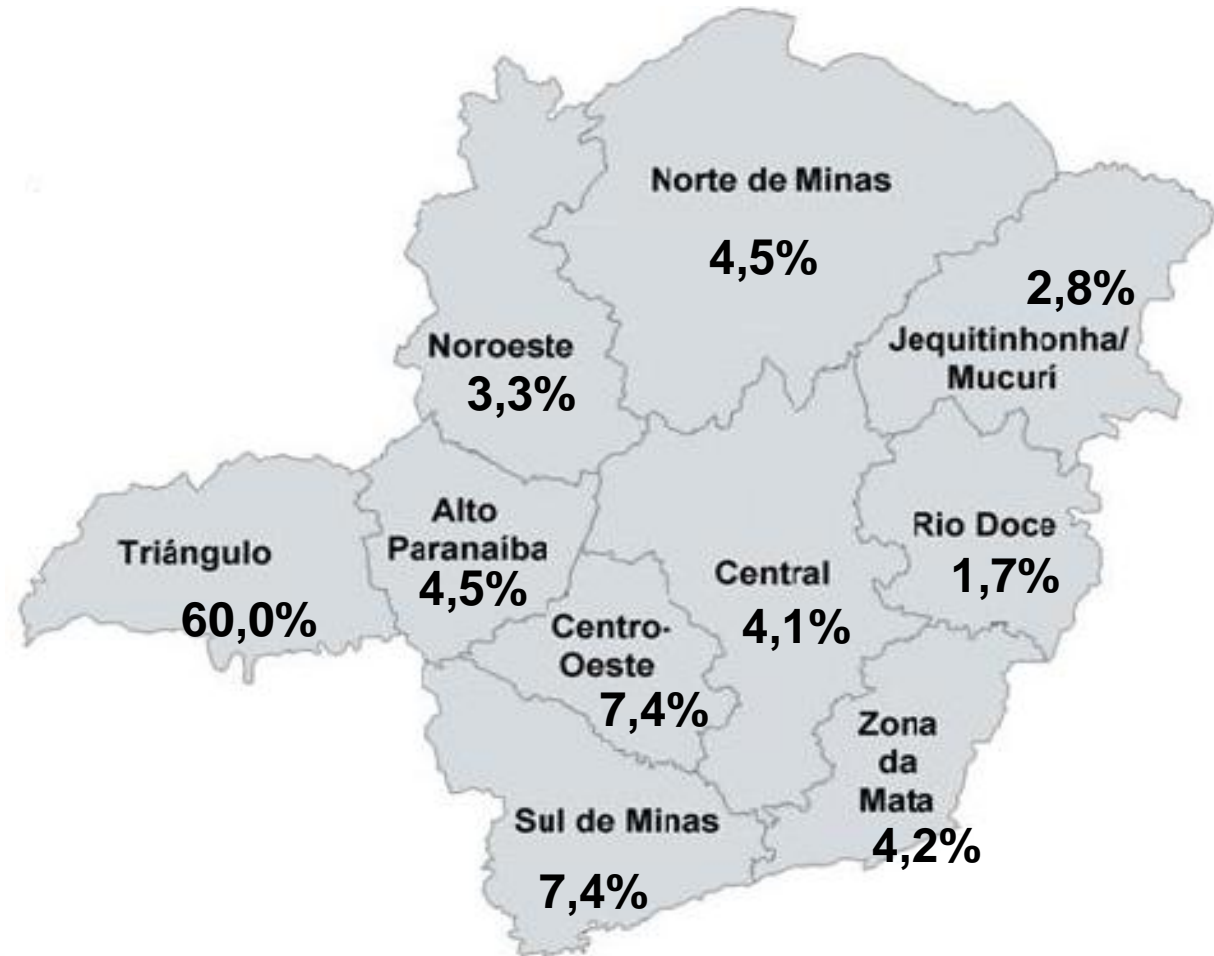 Norte de Minas
4,5%
2,8%
Jequitinhonha/
Mucuri
Noroeste
3,3%
Alto
Paranaiba
4,5%
Triángulo
60,0%
Central
4,1%
Rio Doce
1,7%
Centro-
Oeste
7,4%
Zona
da
Mata
4,2%
Sul de Minas
7,4%